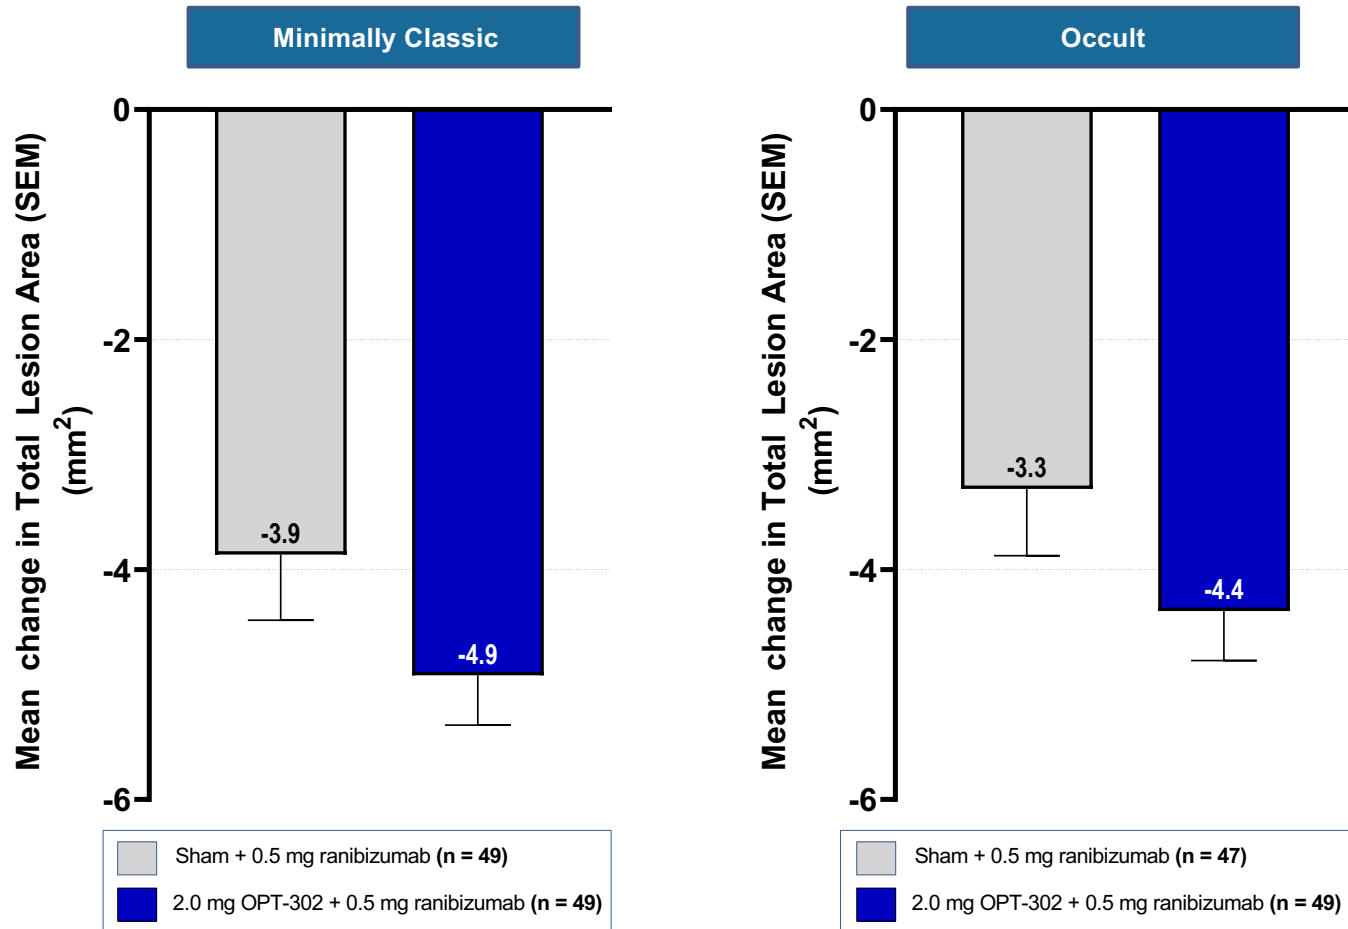 Minimally Classic
Mean change in Total Lesion Area (SEM)
(mm²)
0
-2
-4
-6
-3.9
-4.9
Sham + 0.5 mg ranibizumab (n = 49)
2.0 mg OPT-302 + 0.5 mg ranibizumab (n = 49)
Occult
Mean change in Total Lesion Area (SEM)
(mm²)
0
-2
-4
-6
-3.3
-4.4
Sham + 0.5 mg ranibizumab (n = 47)
2.0 mg OPT-302 + 0.5 mg ranibizumab (n = 49)